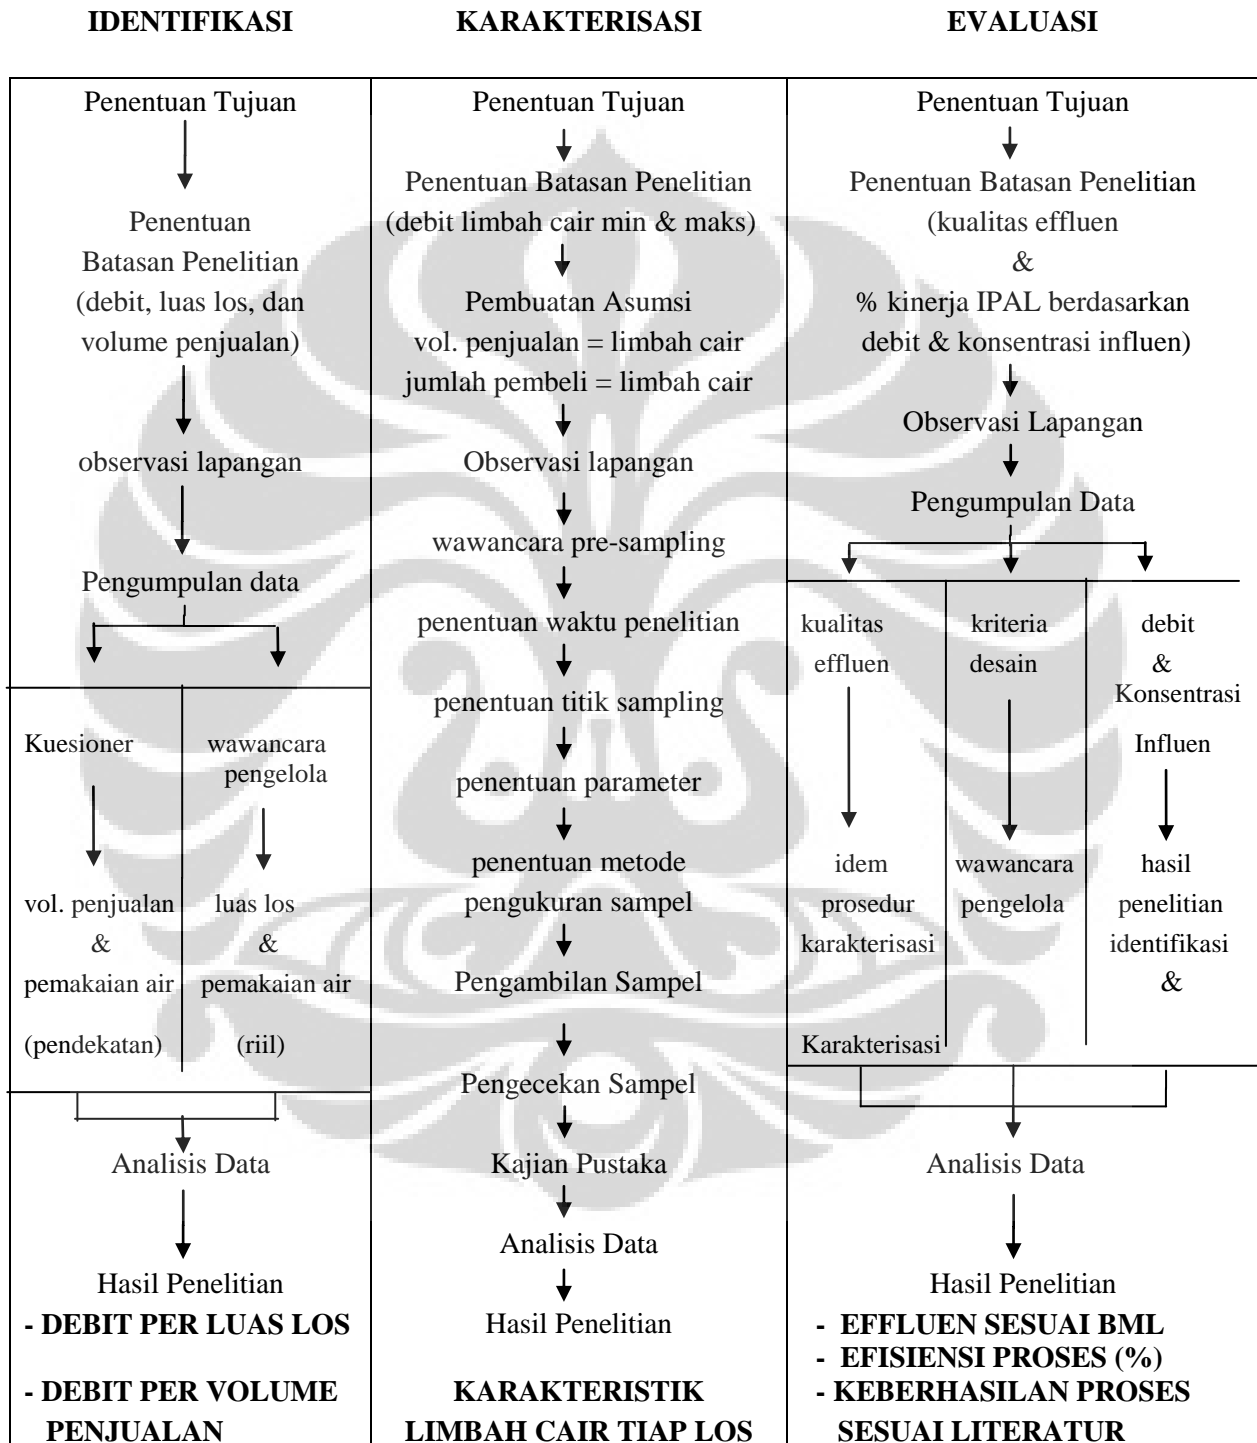 IDENTIFIKASI
KARAKTERISASI
EVALUASI
Penentuan Tujuan
Penentuan
Batasan Penelitian
(debit, luas los, dan
volume penjualan)
observasi lapangan
Pengumpulan data
Kuesioner
wawancara
pengelola
vol. penjualan
&
pemakaian air
(pendekatan)
luas los
&
pemakaian air
(riil)
Analisis Data
Hasil Penelitian
- DEBIT PER LUAS LOS
- DEBIT PER VOLUME
PENJUALAN
Penentuan Tujuan
Penentuan Batasan Penelitian
(debit limbah cair min & maks)
Pembuatan Asumsi
vol. penjualan = limbah cair
jumlah pembeli = limbah cair
Observasi lapangan
wawancara pre-sampling
penentuan waktu penelitian
penentuan titik sampling
penentuan parameter
penentuan metode
pengukuran sampel
Pengambilan Sampel
Pengecekan Sampel
Kajian Pustaka
Analisis Data
Hasil Penelitian
KARAKTERISTIK
LIMBAH CAIR TIAP LOS
Penentuan Tujuan
Penentuan Batasan Penelitian
(kualitas effluen
&
% kinerja IPAL berdasarkan
debit & konsentrasi influen)
Observasi Lapangan
Pengumpulan Data
kualitas
effluen
idem
prosedur
karakterisasi
kriteria
desain
wawancara
pengelola
debit
&
Konsentrasi
Influen
hasil
penelitian
identifikasi
&
Karakterisasi
Analisis Data
Hasil Penelitian
- EFFLUEN SESUAI BML
- EFISIENSI PROSES (%)
- KEBERHASILAN PROSES
SESUAI LITERATUR